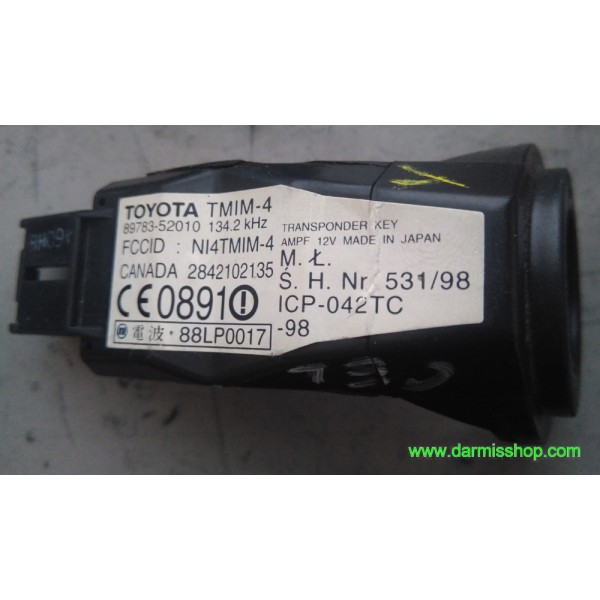 TOYOTA TMIM-4
89783-52010 134.2 kHz
TRANSPONDER KEY
FCCID : NI4TMIM-4
AMPF 12V MADE IN JAPAN
CANADA 2842102135
M. Ł.
Ś. H. Nr. 531/98
CE0891
ICP-042TC
-98
電波・88LP0017
www.darmisshop.com